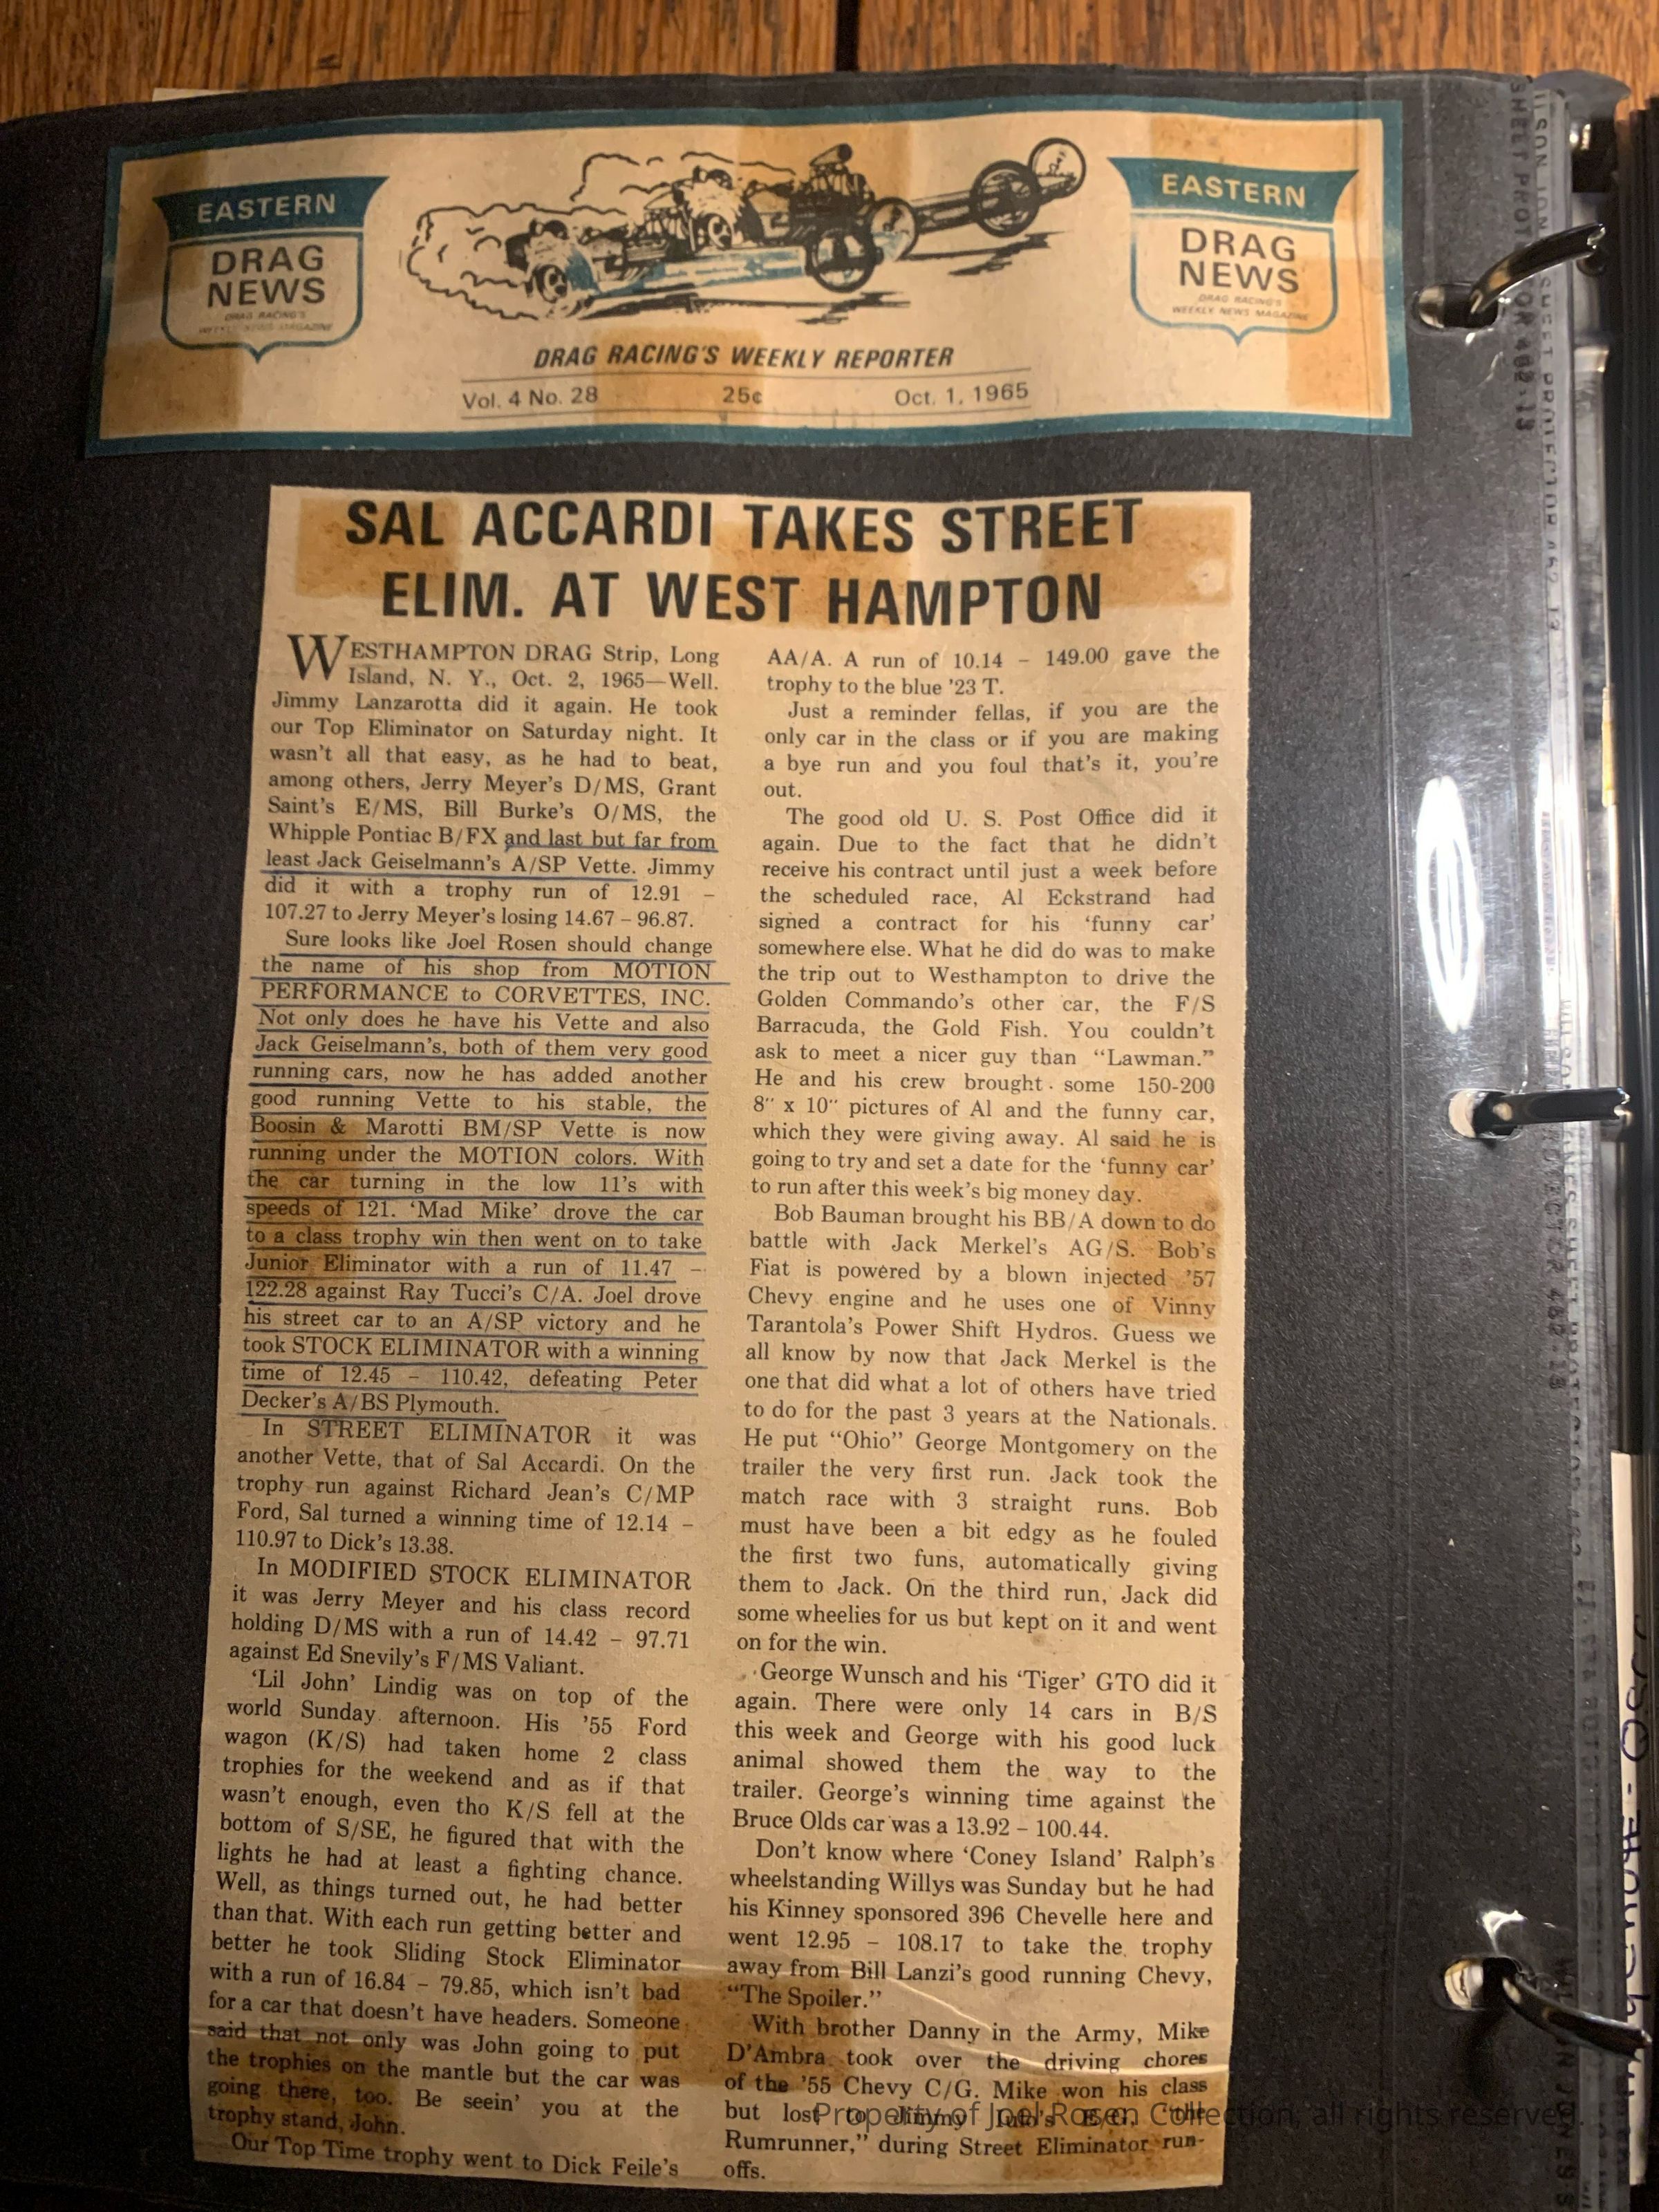 EASTERN
DRAG
NEWS
DRAG RACING'S
WEEKLY NEWS MAGAZINE
EASTERN
DRAG
NEWS
DRAG RACING'S
WEEKLY NEWS MAGAZINE
DRAG RACING'S WEEKLY REPORTER
Vol. 4 No. 28 25¢ Oct. 1, 1965
SAL ACCARDI TAKES STREET
ELIM. AT WEST HAMPTON
WESTHAMPTON DRAG Strip, Long
Island, N. Y., Oct. 2, 1965—Well.
Jimmy Lanzarotta did it again. He took
our Top Eliminator on Saturday night. It
wasn't all that easy, as he had to beat,
among others, Jerry Meyer's D/MS, Grant
Saint's E/MS, Bill Burke's O/MS, the
Whipple Pontiac B/FX and last but far from
least Jack Geiselmann's A/SP Vette. Jimmy
did it with a trophy run of 12.91 –
107.27 to Jerry Meyer's losing 14.67 – 96.87.
Sure looks like Joel Rosen should change
the name of his shop from MOTION
PERFORMANCE to CORVETTES, INC.
Not only does he have his Vette and also
Jack Geiselmann's, both of them very good
running cars, now he has added another
good running Vette to his stable, the
Boosin & Marotti BM/SP Vette is now
running under the MOTION colors. With
the car turning in the low 11's with
speeds of 121. 'Mad Mike' drove the car
to a class trophy win then went on to take
Junior Eliminator with a run of 11.47 –
122.28 against Ray Tucci's C/A. Joel drove
his street car to an A/SP victory and he
took STOCK ELIMINATOR with a winning
time of 12.45 – 110.42, defeating Peter
Decker's A/BS Plymouth.
In STREET ELIMINATOR it was
another Vette, that of Sal Accardi. On the
trophy run against Richard Jean's C/MP
Ford, Sal turned a winning time of 12.14 –
110.97 to Dick's 13.38.
In MODIFIED STOCK ELIMINATOR
it was Jerry Meyer and his class record
holding D/MS with a run of 14.42 – 97.71
against Ed Snevily's F/MS Valiant.
'Lil John' Lindig was on top of the
world Sunday afternoon. His '55 Ford
wagon (K/S) had taken home 2 class
trophies for the weekend and as if that
wasn't enough, even tho K/S fell at the
bottom of S/SE, he figured that with the
lights he had at least a fighting chance.
Well, as things turned out, he had better
than that. With each run getting better and
better he took Sliding Stock Eliminator
with a run of 16.84 – 79.85, which isn't bad
for a car that doesn't have headers. Someone
said that not only was John going to put
the trophies on the mantle but the car was
going there, too. Be seein' you at the
trophy stand, John.
Our Top Time trophy went to Dick Feile's
AA/A. A run of 10.14 – 149.00 gave the
trophy to the blue '23 T.
Just a reminder fellas, if you are the
only car in the class or if you are making
a bye run and you foul that's it, you're
out.
The good old U. S. Post Office did it
again. Due to the fact that he didn't
receive his contract until just a week before
the scheduled race, Al Eckstrand had
signed a contract for his 'funny car'
somewhere else. What he did do was to make
the trip out to Westhampton to drive the
Golden Commando's other car, the F/S
Barracuda, the Gold Fish. You couldn't
ask to meet a nicer guy than "Lawman."
He and his crew brought some 150-200
8" x 10" pictures of Al and the funny car,
which they were giving away. Al said he is
going to try and set a date for the 'funny car'
to run after this week's big money day.
Bob Bauman brought his BB/A down to do
battle with Jack Merkel's AG/S. Bob's
Fiat is powered by a blown injected '57
Chevy engine and he uses one of Vinny
Tarantola's Power Shift Hydros. Guess we
all know by now that Jack Merkel is the
one that did what a lot of others have tried
to do for the past 3 years at the Nationals.
He put "Ohio" George Montgomery on the
trailer the very first run. Jack took the
match race with 3 straight runs. Bob
must have been a bit edgy as he fouled
the first two funs, automatically giving
them to Jack. On the third run, Jack did
some wheelies for us but kept on it and went
on for the win.
George Wunsch and his 'Tiger' GTO did it
again. There were only 14 cars in B/S
this week and George with his good luck
animal showed them the way to the
trailer. George's winning time against the
Bruce Olds car was a 13.92 – 100.44.
Don't know where 'Coney Island' Ralph's
wheelstanding Willys was Sunday but he had
his Kinney sponsored 396 Chevelle here and
went 12.95 – 108.17 to take the trophy
away from Bill Lanzi's good running Chevy,
"The Spoiler."
With brother Danny in the Army, Mike
D'Ambra took over the driving chores
of the '55 Chevy C/G. Mike won his class
but lost to Jimmy E/G, "the
Rumrunner," during Street Eliminator run-
offs.
Property of Joel Rosen Collection, all rights reserved.